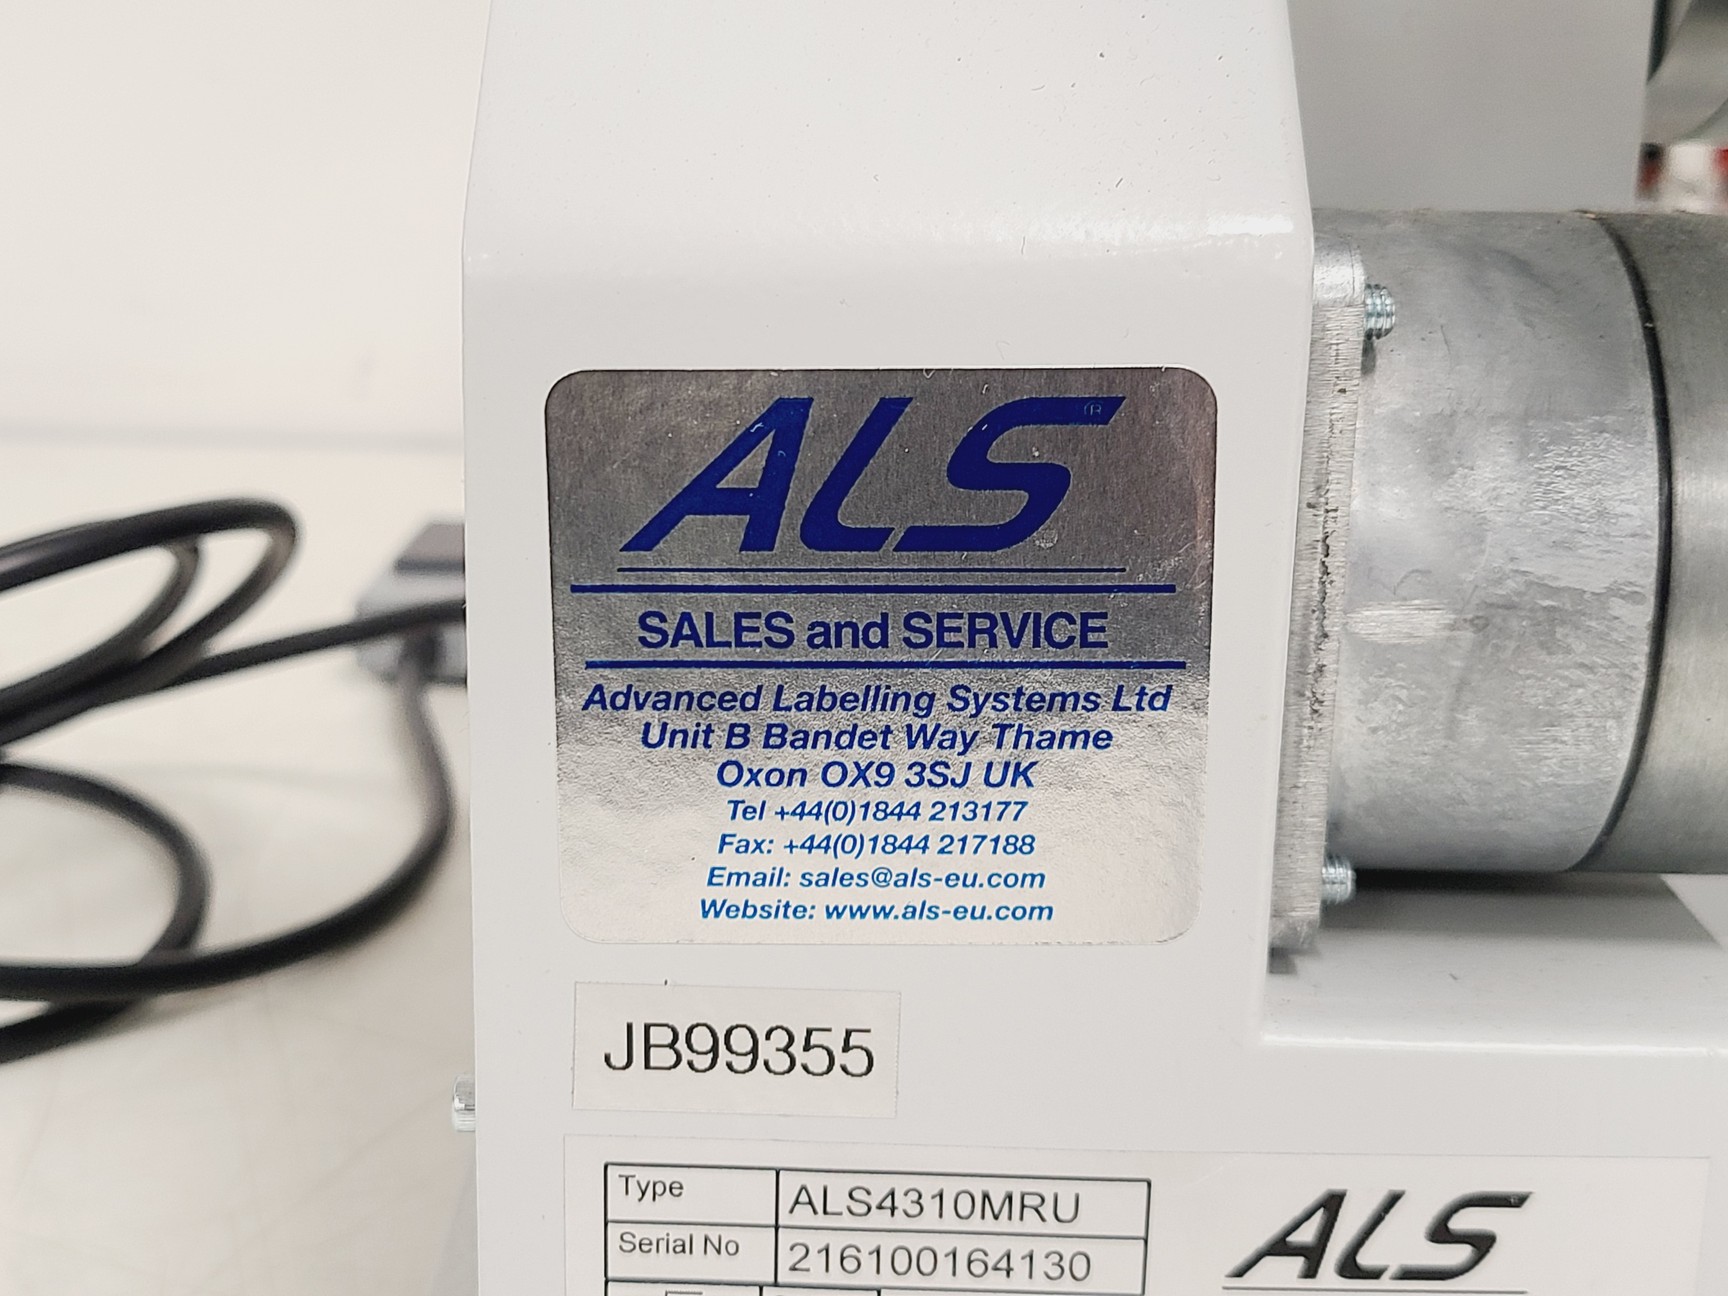 ALS®
SALES and SERVICE
Advanced Labelling Systems Ltd
Unit B Bandet Way Thame
Oxon OX9 3SJ UK
Tel +44(0)1844 213177
Fax: +44(0)1844 217188
Email: sales@als-eu.com
Website: www.als-eu.com
JB99355
Type ALS4310MRU
Serial No 216100164130
ALS